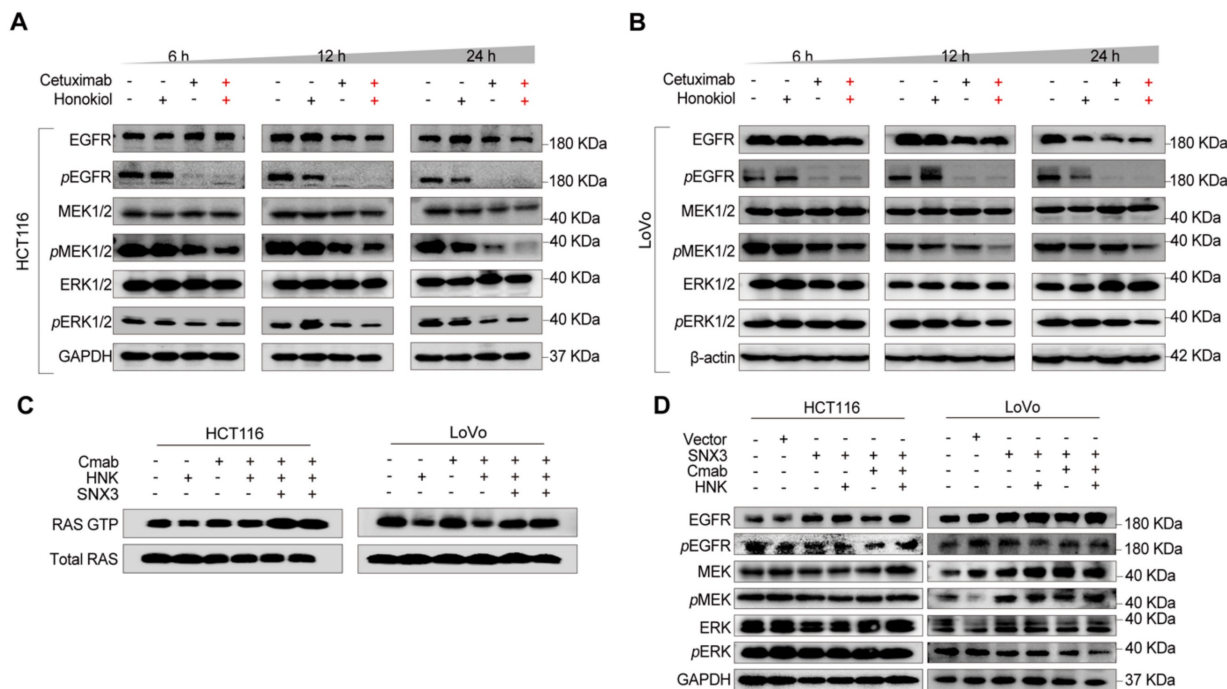 A
6 h 12 h 24 h
Cetuximab - - + + - - + + - - + +
Honokiol - + - + - + - + - + - +
HCT116
EGFR 180 KDa
pEGFR 180 KDa
MEK1/2 40 KDa
pMEK1/2 40 KDa
ERK1/2 40 KDa
pERK1/2 40 KDa
GAPDH 37 KDa
B
6 h 12 h 24 h
Cetuximab - - + + - - + + - - + +
Honokiol - + - + - + - + - + - +
LoVo
EGFR 180 KDa
pEGFR 180 KDa
MEK1/2 40 KDa
pMEK1/2 40 KDa
ERK1/2 40 KDa
pERK1/2 40 KDa
β-actin 42 KDa
C
HCT116 LoVo
Cmab - - + + + + - - + + + +
HNK - + - + + + - + - + + +
SNX3 - - - - + + - - - - + +
RAS GTP
Total RAS
D
HCT116 LoVo
Vector - + - - - - - + - - - -
SNX3 - - + + + + - - + + + +
Cmab - - - - + + - - - - + +
HNK - - - + - + - - - + - +
EGFR 180 KDa
pEGFR 180 KDa
MEK 40 KDa
pMEK 40 KDa
ERK 40 KDa
pERK 40 KDa
GAPDH 37 KDa